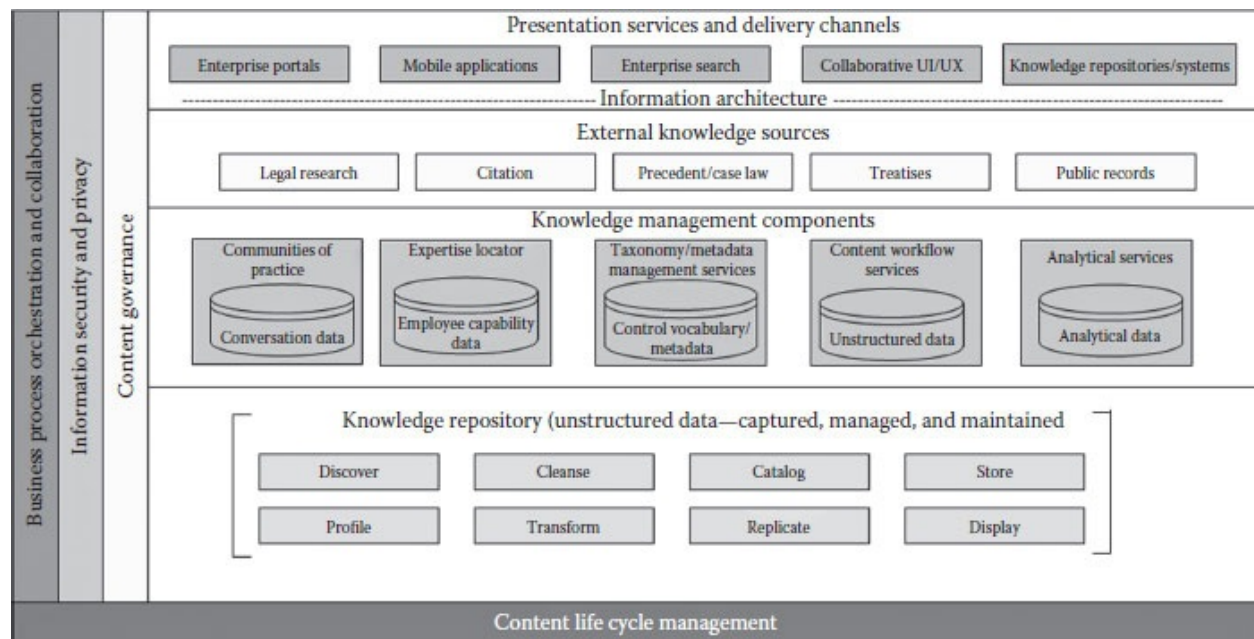 Business process orchestration and collaboration
Information security and privacy
Content governance
Presentation services and delivery channels
Enterprise portals
Mobile applications
Enterprise search
Collaborative UI/UX
Knowledge repositories/systems
Information architecture
External knowledge sources
Legal research
Citation
Precedent/case law
Treatises
Public records
Knowledge management components
Communities of
practice
Conversation data
Expertise locator
Employee capability
data
Taxonomy/metadata
management services
Control vocabulary/
metadata
Content workflow
services
Unstructured data
Analytical services
Analytical data
Knowledge repository (unstructured data—captured, managed, and maintained
Discover
Cleanse
Catalog
Store
Profile
Transform
Replicate
Display
Content life cycle management